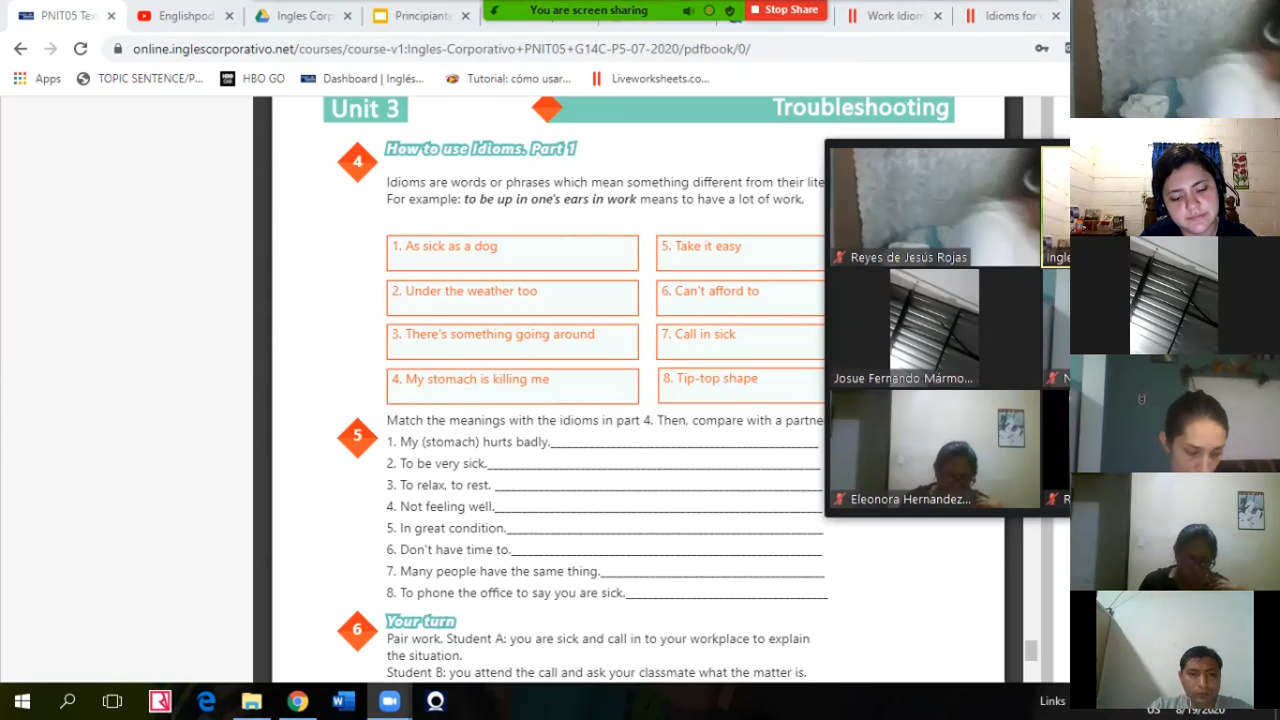 PNIT05 Tex
Englishpod
Ingles Corp
Principiante
You are screen sharing
Stop Share
Work Idiom
Idioms for
online.inglescorporativo.net/courses/course-v1:Ingles-Corporativo+PNIT05+G14C-P5-07-2020/pdfbook/0/
Apps
TOPIC SENTENCE/P...
HBO GO
Dashboard | Inglés...
Tutorial: cómo usar...
Liveworksheets.co...
Unit 3
Troubleshooting
4
How to use Idioms. Part 1
Idioms are words or phrases which mean something different from their lite
For example: to be up in one's ears in work means to have a lot of work.
1. As sick as a dog
5. Take it easy
2. Under the weather too
6. Can't afford to
3. There's something going around
7. Call in sick
4. My stomach is killing me
8. Tip-top shape
5
Match the meanings with the idioms in part 4. Then, compare with a partne
1. My (stomach) hurts badly.
2. To be very sick.
3. To relax, to rest.
4. Not feeling well.
5. In great condition.
6. Don't have time to.
7. Many people have the same thing.
8. To phone the office to say you are sick.
6
Your turn
Pair work. Student A: you are sick and call in to your workplace to explain
the situation.
Student B: you attend the call and ask your classmate what the matter is.
Reyes de Jesús Rojas
Ingle
Josue Fernando Mármo...
N
Eleonora Hernandez...
R
Links
US
8/19/2020